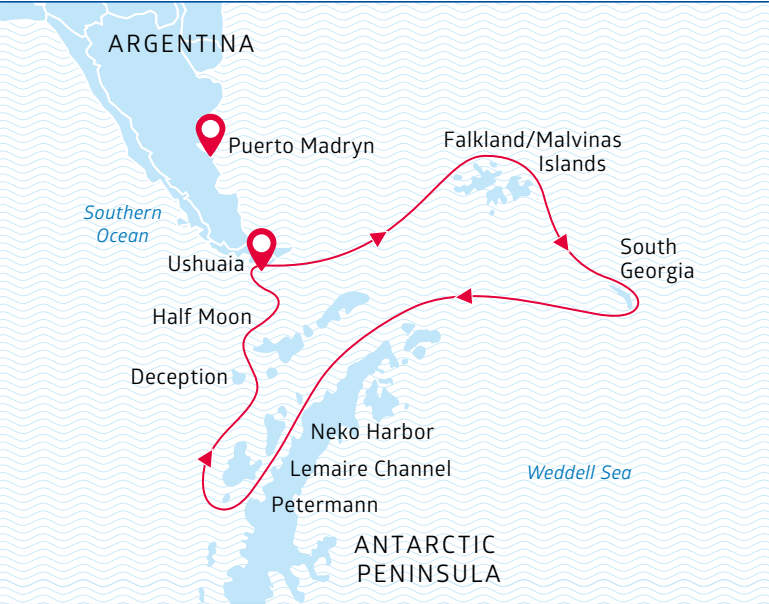 ARGENTINA
Puerto Madryn
Falkland/Malvinas
Islands
Southern
Ocean
Ushuaia
South
Georgia
Half Moon
Deception
Neko Harbor
Lemaire Channel
Weddell Sea
Petermann
ANTARCTIC
PENINSULA